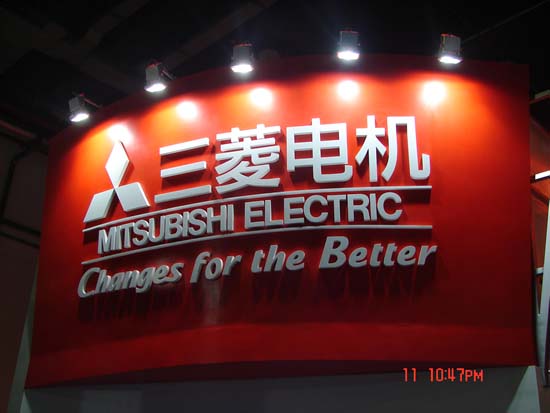 三菱电机
MITSUBISHI ELECTRIC
Changes for the Better
11 10:47PM